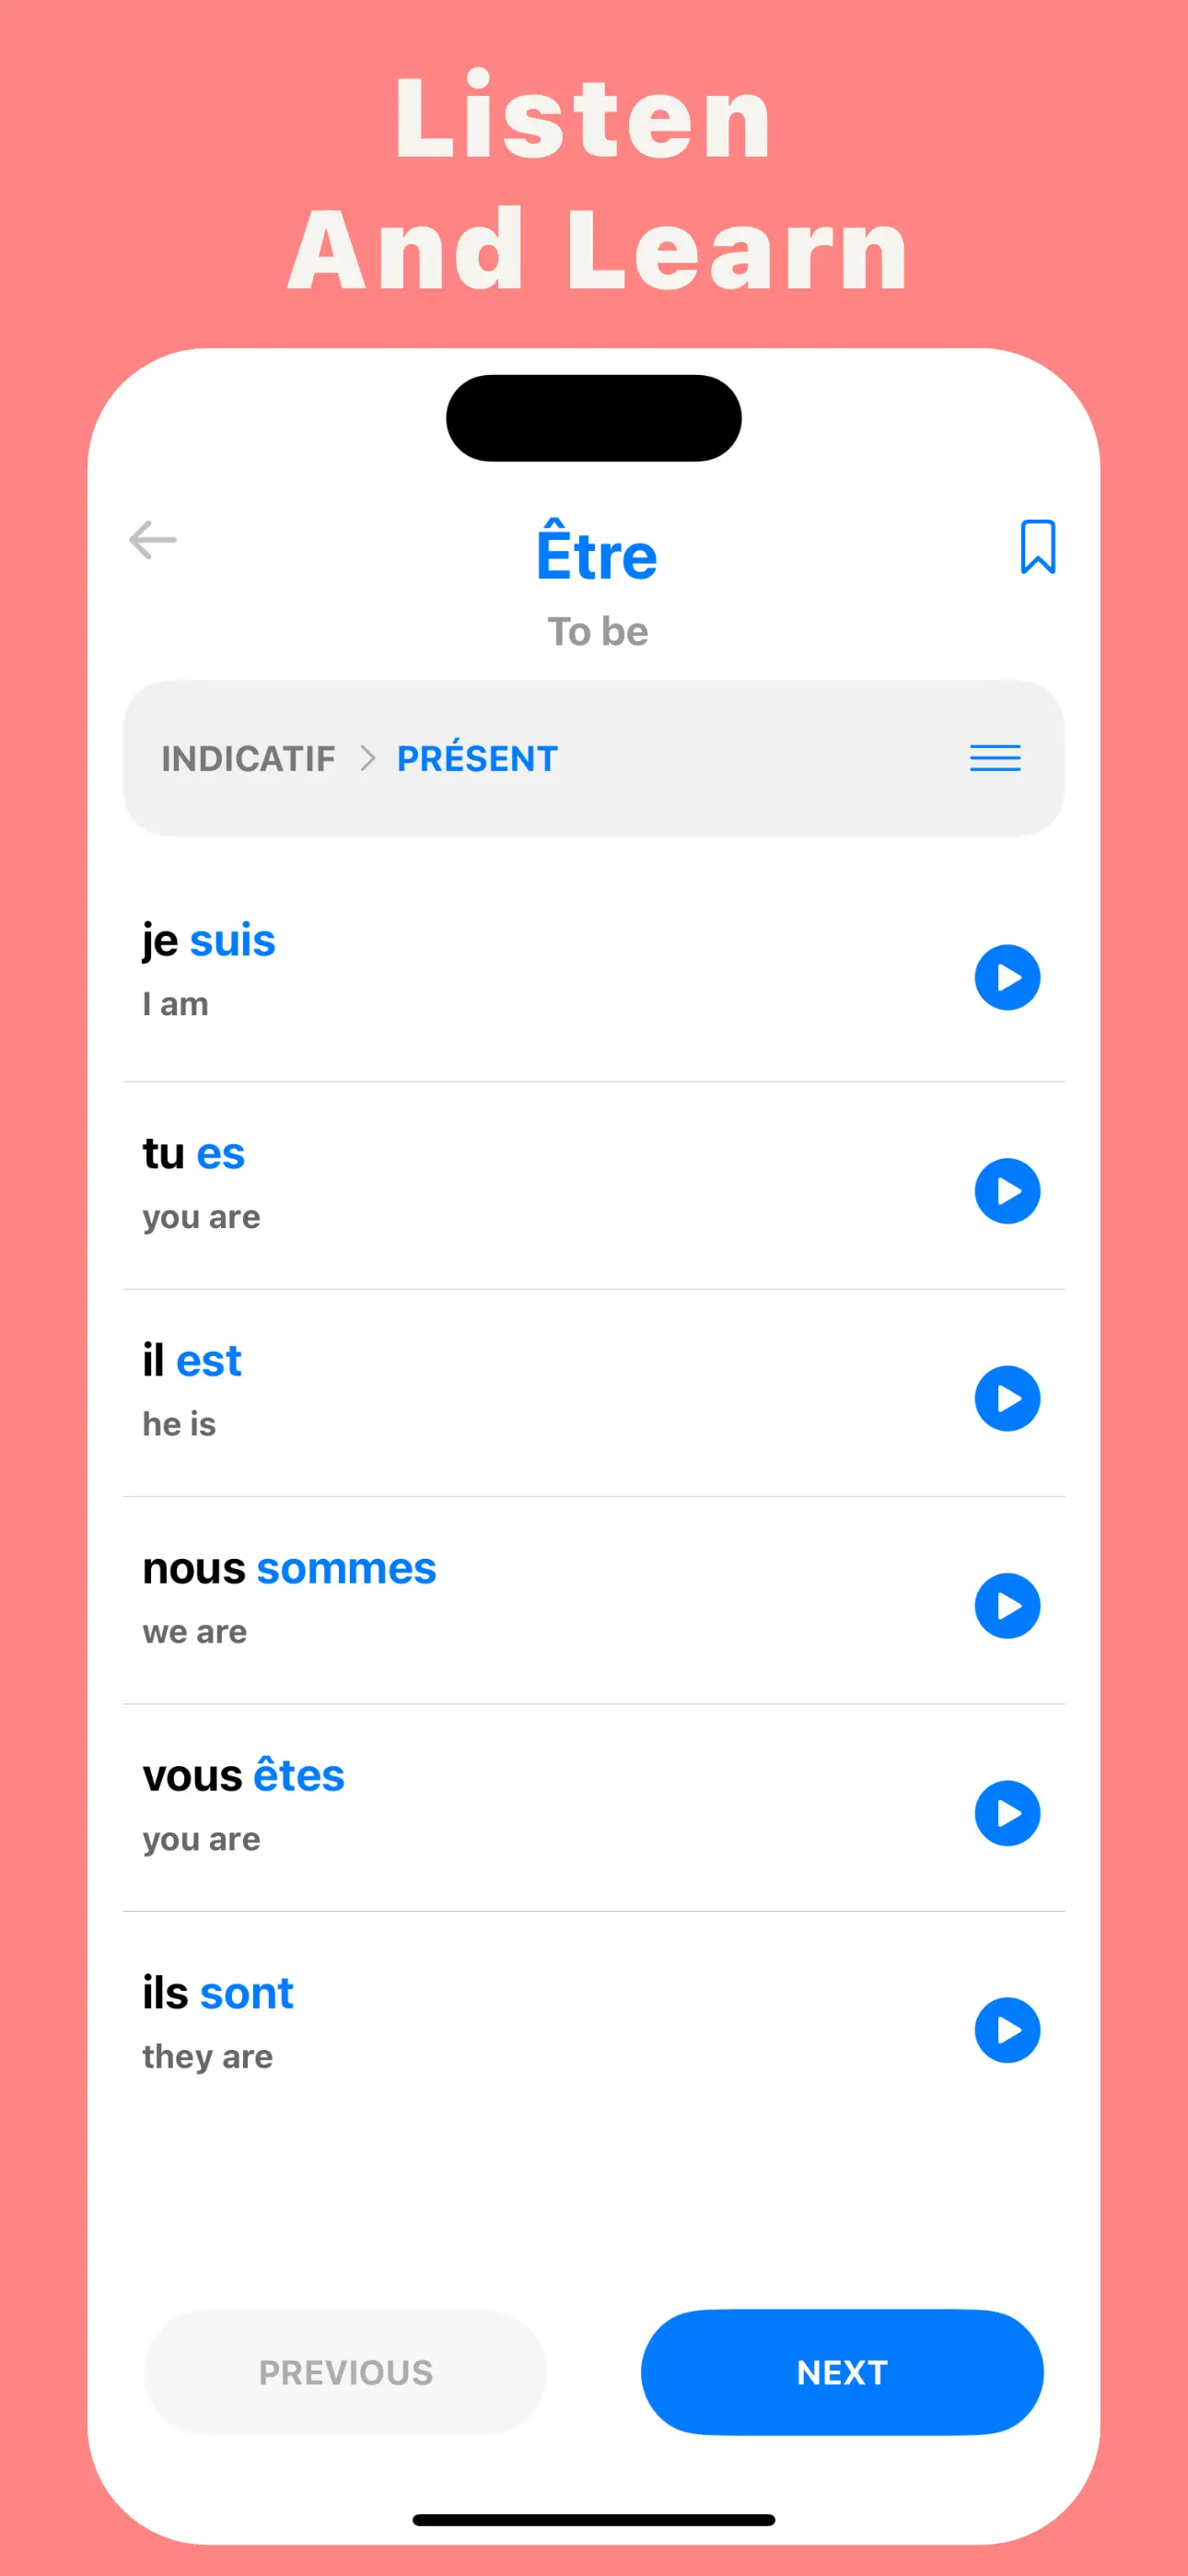 Listen
And Learn
Être
To be
INDICATIF > PRÉSENT
je suis
I am
tu es
you are
il est
he is
nous sommes
we are
vous êtes
you are
ils sont
they are
PREVIOUS NEXT